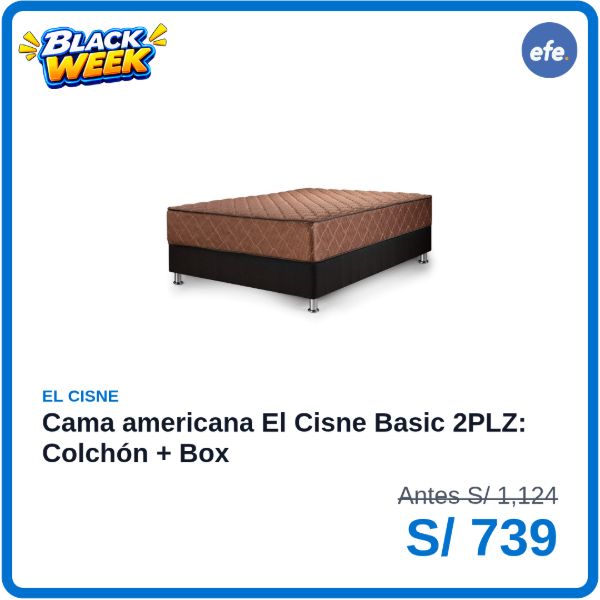 BLACK
WEEK
efe.
EL CISNE
Cama americana El Cisne Basic 2PLZ:
Colchón + Box
Antes S/ 1,124
S/ 739